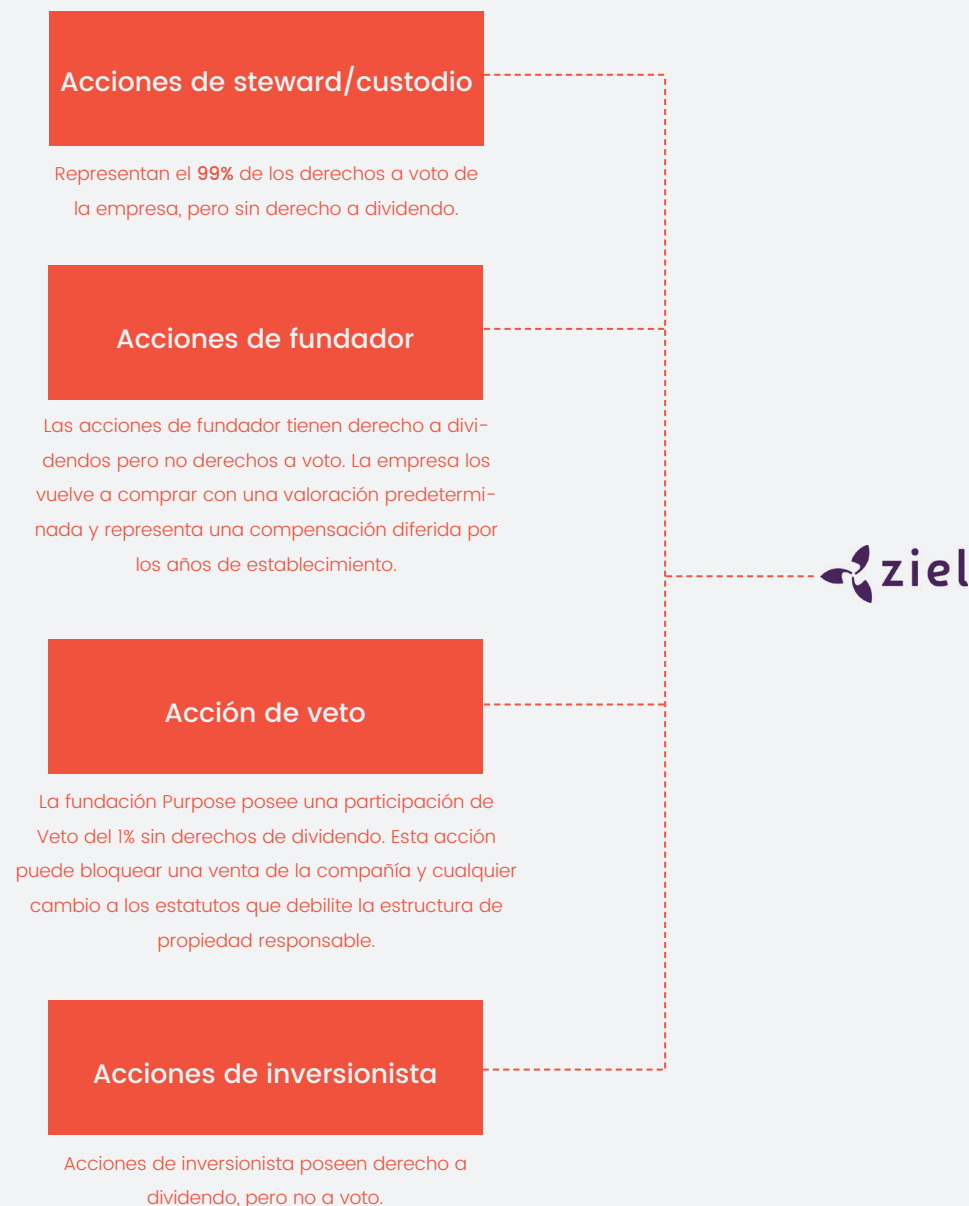 Acciones de steward/custodio
Representan el 99% de los derechos a voto de
la empresa, pero sin derecho a dividendo.
Acciones de fundador
Las acciones de fundador tienen derecho a divi-
dendos pero no derechos a voto. La empresa los
vuelve a comprar con una valoración predetermi-
nada y representa una compensación diferida por
los años de establecimiento.
ziel
Acción de veto
La fundación Purpose posee una participación de
Veto del 1% sin derechos de dividendo. Esta acción
puede bloquear una venta de la compañía y cualquier
cambio a los estatutos que debilite la estructura de
propiedad responsable.
Acciones de inversionista
Acciones de inversionista poseen derecho a
dividendo, pero no a voto.